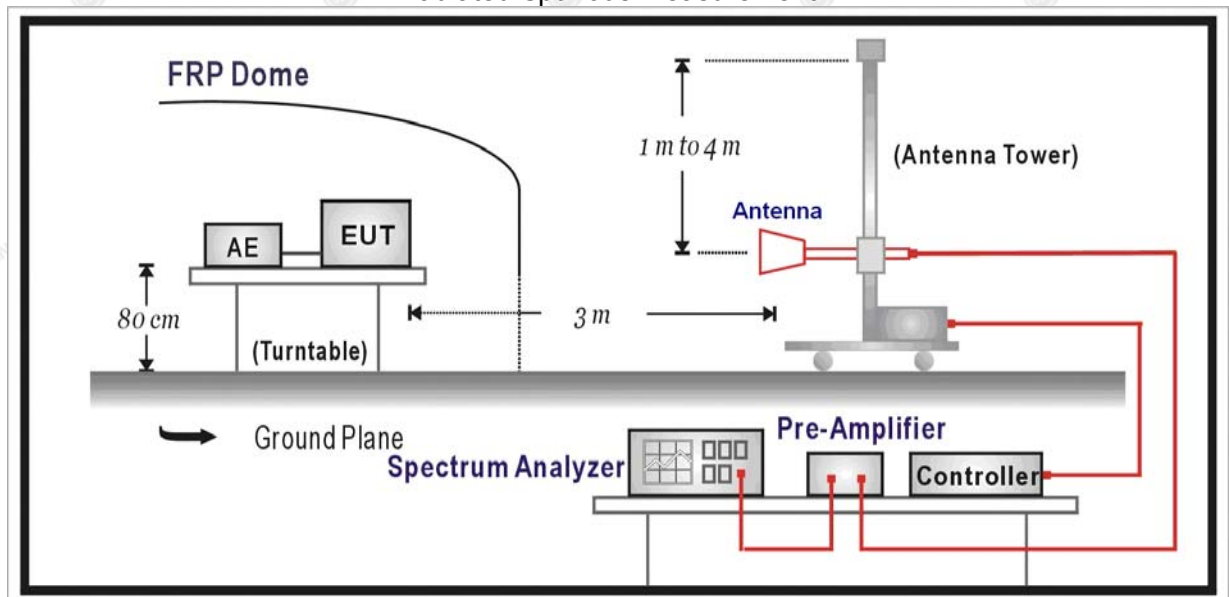 FRP Dome
1 m to 4 m
(Antenna Tower)
Antenna
AE
EUT
80 cm
3 m
(Turntable)
Ground Plane
Pre-Amplifier
Spectrum Analyzer
Controller